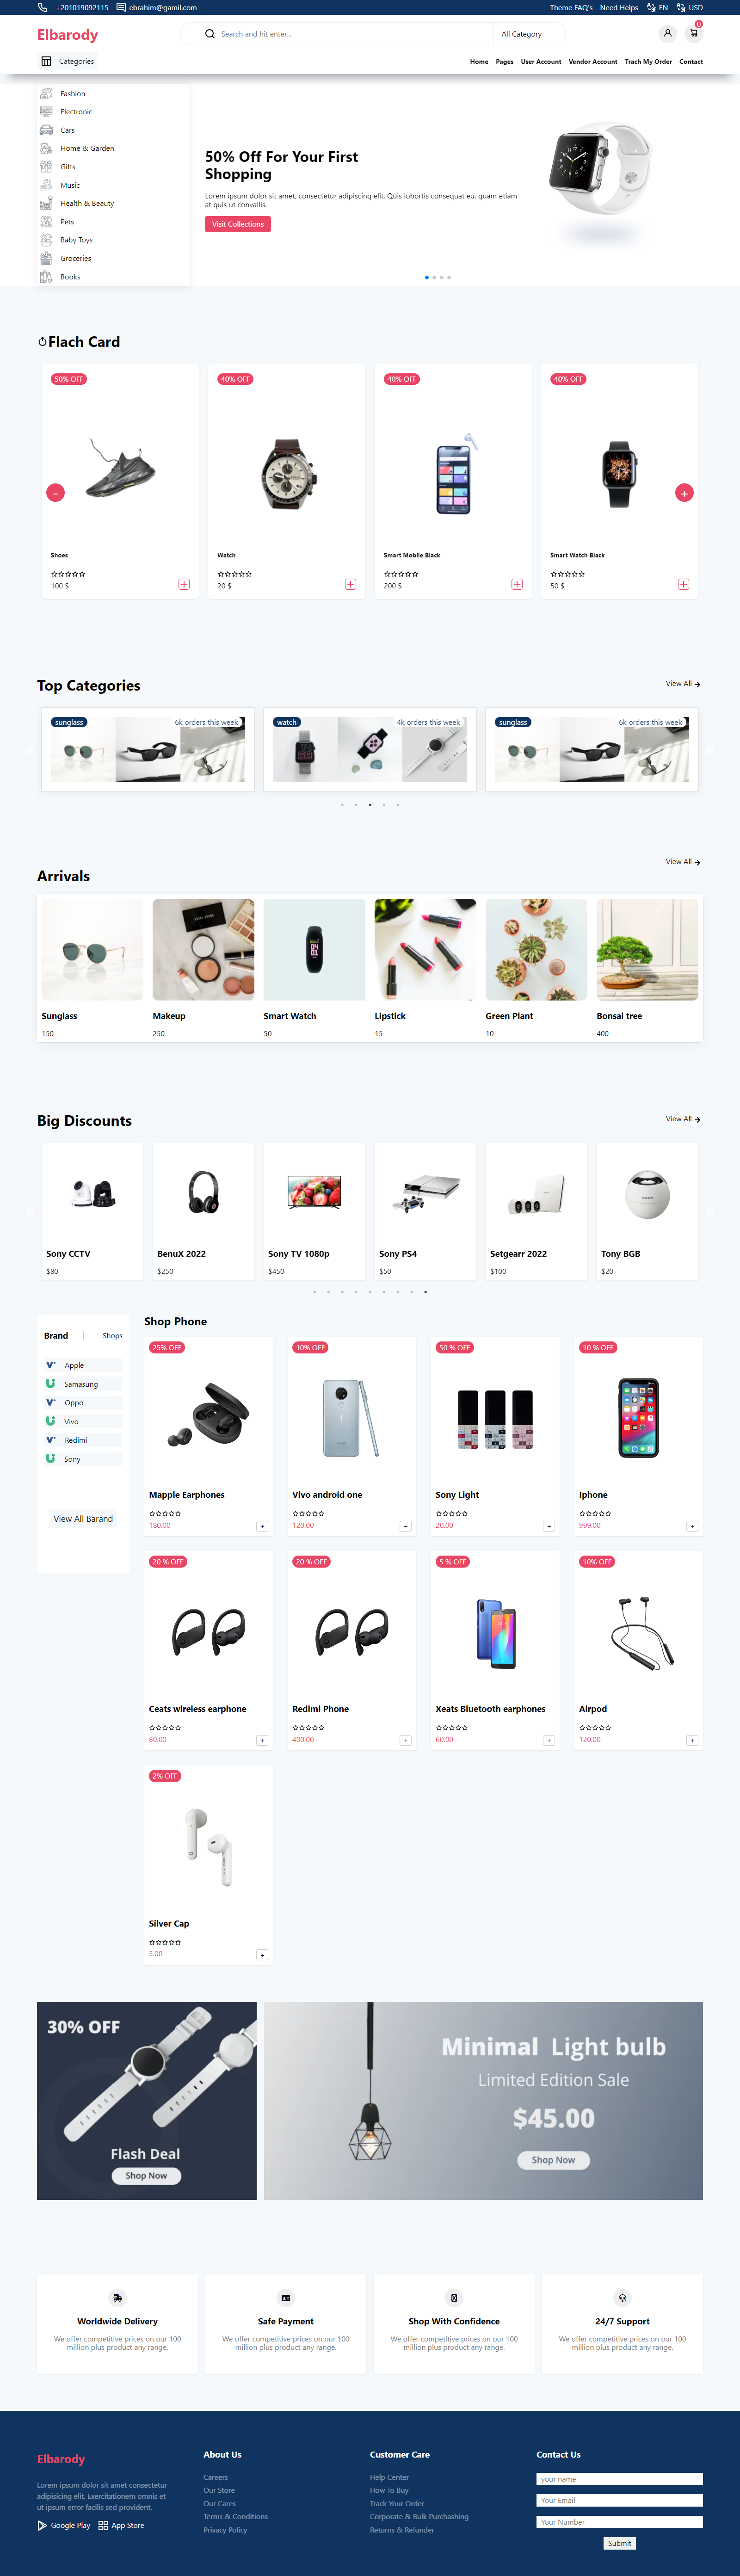 +201019092115 ebrahim@gamil.com Theme FAQ's Need Helps EN USD
Elbarody Search and hit enter... All Category 0
Categories Home Pages User Account Vendor Account Trach My Order Contact
Fashion
Electronic
Cars
Home & Garden
Gifts
Music
Health & Beauty
Pets
Baby Toys
Groceries
Books
50% Off For Your First
Shopping
Lorem ipsum dolor sit amet, consectetur adipiscing elit. Quis lobortis consequat eu, quam etiam
at quis ut convallis.
Visit Collections
Flach Card
50% OFF 40% OFF 40% OFF 40% OFF
- +
Shoes Watch Smart Mobile Black Smart Watch Black
100 $ + 20 $ + 200 $ + 50 $ +
Top Categories View All
sunglass 6k orders this week watch 4k orders this week sunglass 6k orders this week
View All
Arrivals
Sunglass Makeup Smart Watch Lipstick Green Plant Bonsai tree
150 250 50 15 10 400
Big Discounts View All
Sony CCTV BenuX 2022 Sony TV 1080p Sony PS4 Setgearr 2022 Tony BGB
$80 $250 $450 $50 $100 $20
Brand | Shops
Apple
Samasung
Oppo
Vivo
Redimi
Sony
View All Barand
Shop Phone
25% OFF 10% OFF 50 % OFF 10 % OFF
Mapple Earphones Vivo android one Sony Light Iphone
180.00 + 120.00 + 20.00 + 999.00 +
20 % OFF 20 % OFF 5 % OFF 10% OFF
Ceats wireless earphone Redimi Phone Xeats Bluetooth earphones Airpod
80.00 + 400.00 + 60.00 + 120.00 +
2% OFF
Silver Cap
5.00 +
30% OFF
Flash Deal
Shop Now
Minimal Light bulb
Limited Edition Sale
$45.00
Shop Now
Worldwide Delivery Safe Payment Shop With Confidence 24/7 Support
We offer competitive prices on our 100 We offer competitive prices on our 100 We offer competitive prices on our 100 We offer competitive prices on our 100
million plus product any range. million plus product any range. million plus product any range. million plus product any range.
Elbarody
Lorem ipsum dolor sit amet consectetur
adipisicing elit. Exercitationem omnis et
ut ipsum error facilis sed provident.
Google Play App Store
About Us
Careers
Our Store
Our Cares
Terms & Conditions
Privacy Policy
Customer Care
Help Center
How To Buy
Track Your Order
Corporate & Bulk Purchashing
Returns & Refunder
Contact Us
your name
Your Email
Your Number
Submit